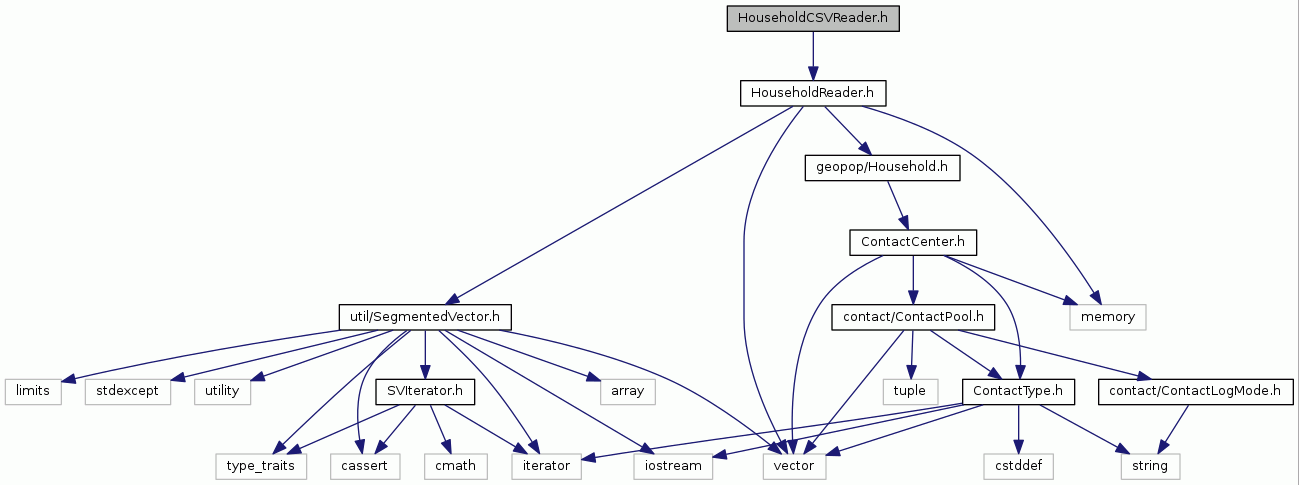 HouseholdCSVReader.h
HouseholdReader.h
geopop/Household.h
ContactCenter.h
util/SegmentedVector.h
contact/ContactPool.h
memory
limits
stdexcept
utility
SVIterator.h
array
tuple
ContactType.h
contact/ContactLogMode.h
type_traits
cassert
cmath
iterator
iostream
vector
cstddef
string